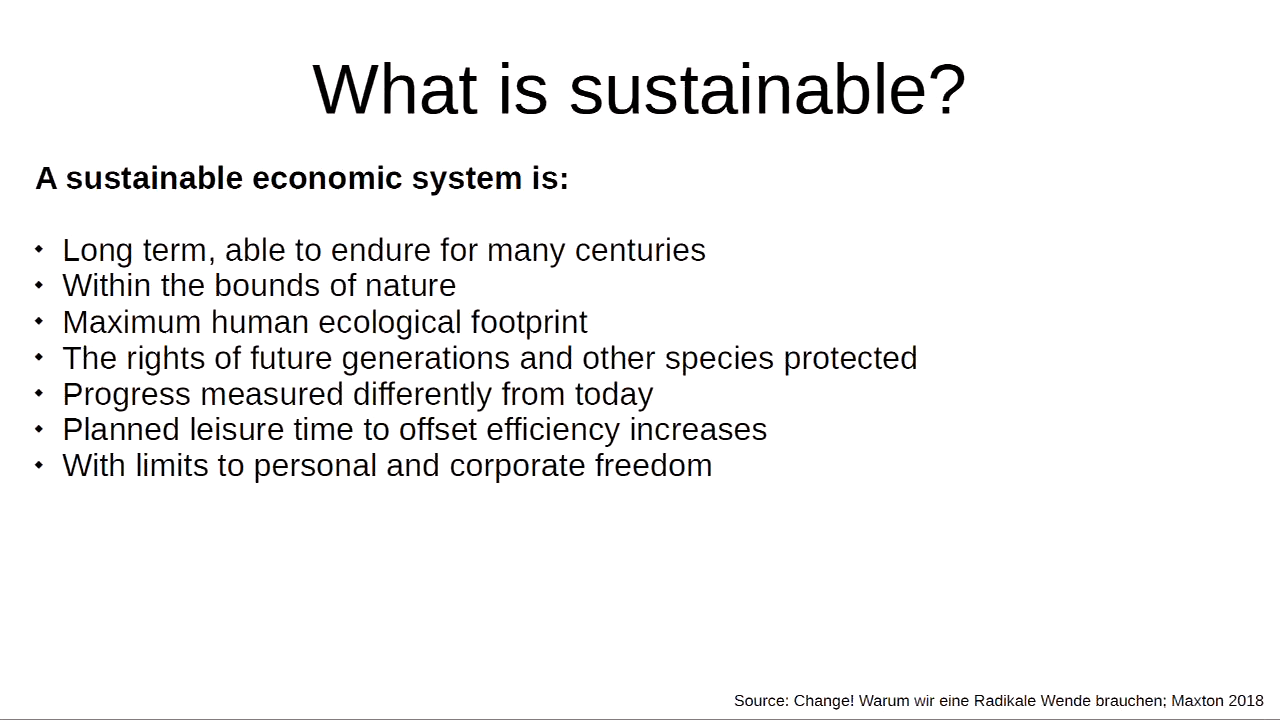 What is sustainable?
A sustainable economic system is:
• Long term, able to endure for many centuries
• Within the bounds of nature
• Maximum human ecological footprint
• The rights of future generations and other species protected
• Progress measured differently from today
• Planned leisure time to offset efficiency increases
• With limits to personal and corporate freedom
Source: Change! Warum wir eine Radikale Wende brauchen; Maxton 2018